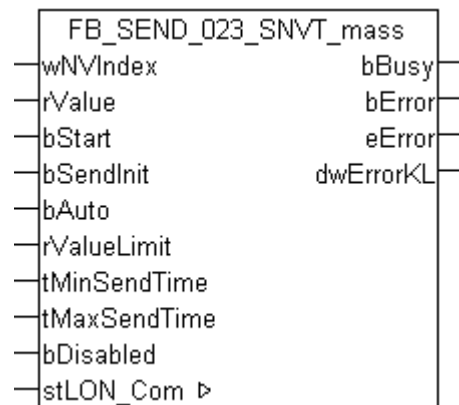 FB_SEND_023_SNVT_mass
wNVIndex bBusy
rValue bError
bStart eError
bSendInit dwErrorKL
bAuto
rValueLimit
tMinSendTime
tMaxSendTime
bDisabled
stLON_Com ▷